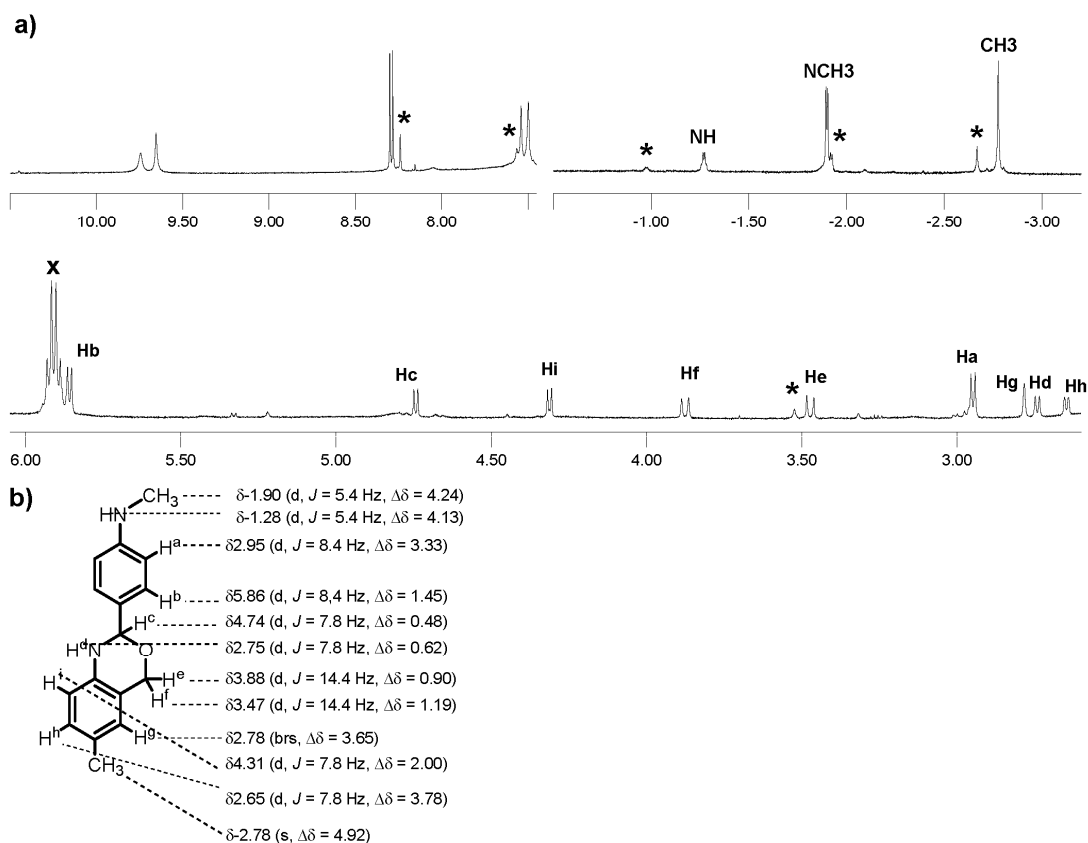 a)
CH3
NCH3
*
*
NH
*
*
*
10.00 9.50 9.00 8.50 8.00 -1.00 -1.50 -2.00 -2.50 -3.00
x
Hb
Hc
Hi
Hf
*
He
Ha
Hg
Hd
Hh
6.00 5.50 5.00 4.50 4.00 3.50 3.00
b)
CH₃ δ-1.90 (d, J = 5.4 Hz, Δδ = 4.24)
HN δ-1.28 (d, J = 5.4 Hz, Δδ = 4.13)
Hᵃ δ2.95 (d, J = 8.4 Hz, Δδ = 3.33)
Hᵇ δ5.86 (d, J = 8,4 Hz, Δδ = 1.45)
Hᶜ δ4.74 (d, J = 7.8 Hz, Δδ = 0.48)
HᵈN O δ2.75 (d, J = 7.8 Hz, Δδ = 0.62)
Hⁱ Hᵉ δ3.88 (d, J = 14.4 Hz, Δδ = 0.90)
Hᶠ δ3.47 (d, J = 14.4 Hz, Δδ = 1.19)
Hʰ Hᵍ δ2.78 (brs, Δδ = 3.65)
CH₃ δ4.31 (d, J = 7.8 Hz, Δδ = 2.00)
δ2.65 (d, J = 7.8 Hz, Δδ = 3.78)
δ-2.78 (s, Δδ = 4.92)